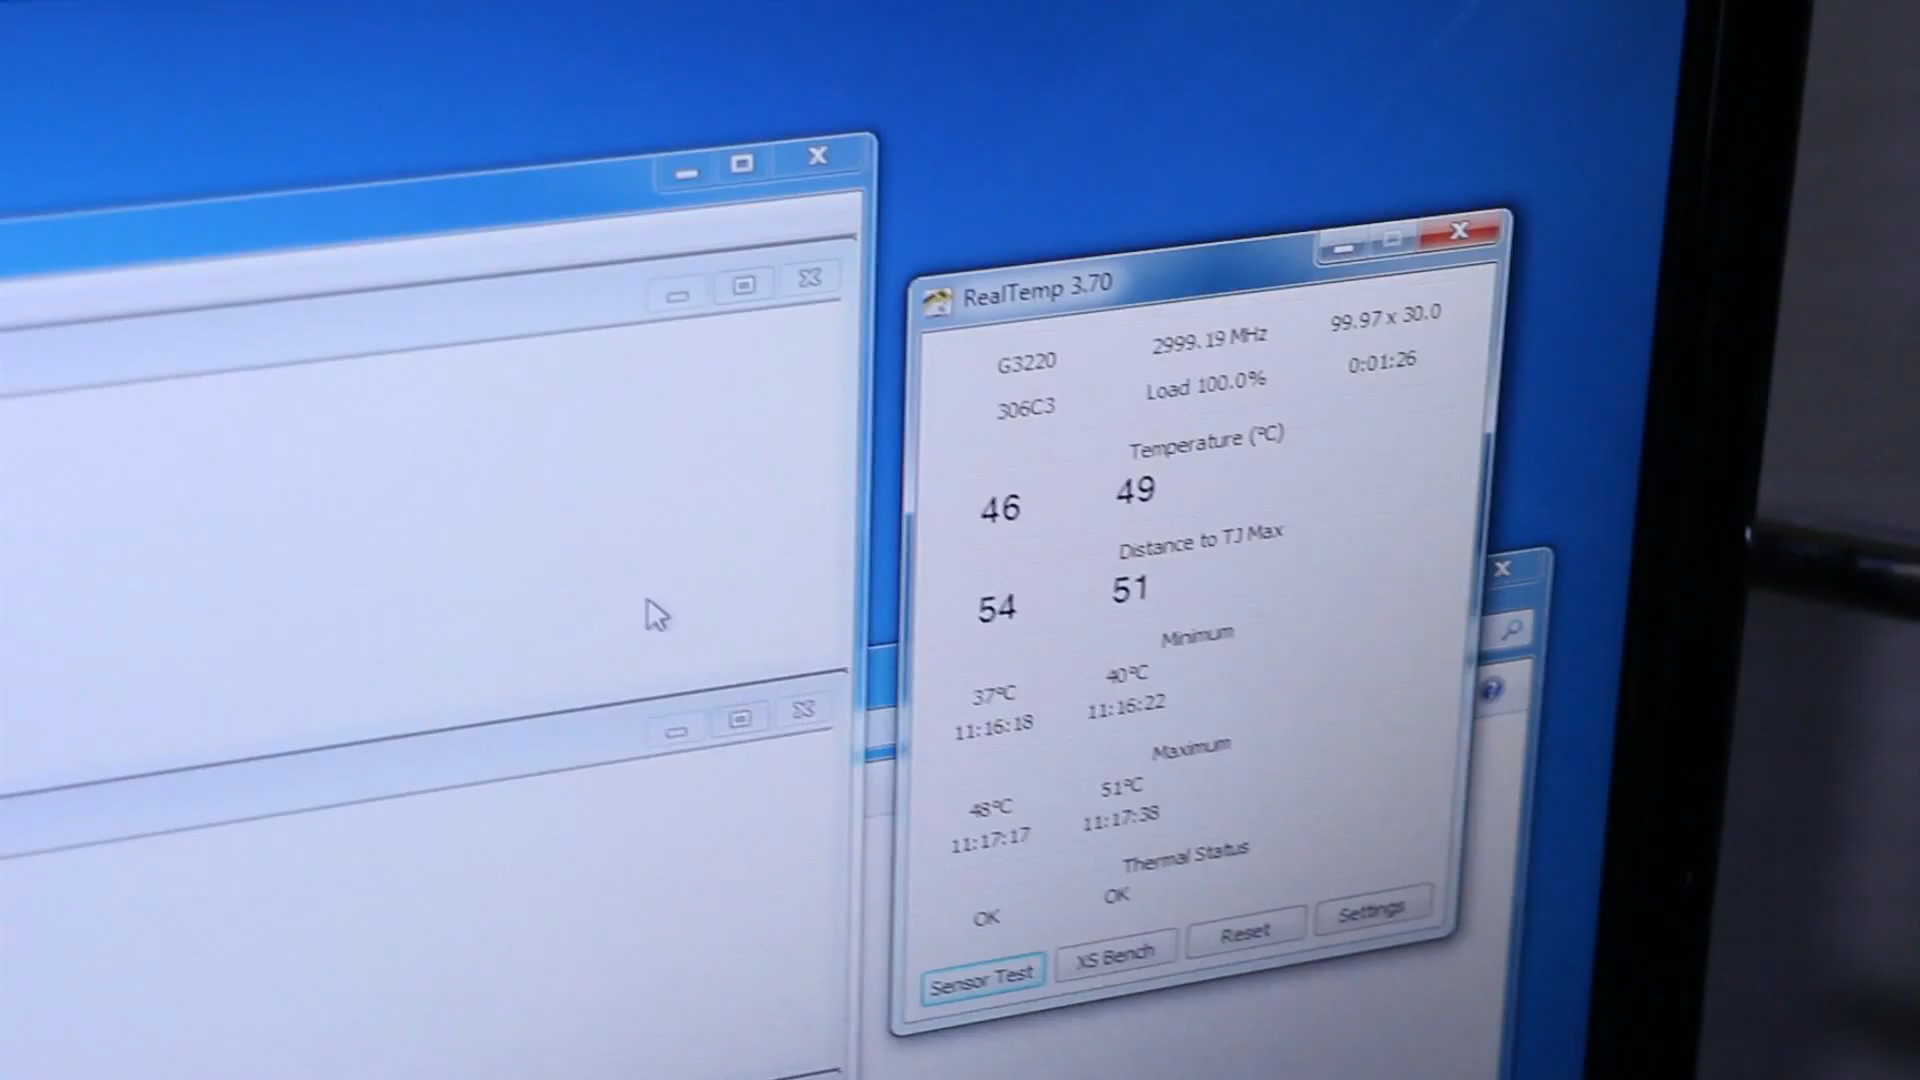 RealTemp 3.70
G3220 2999.19 MHz 99.97 x 30.0
306C3 Load 100.0% 0:01:26
Temperature (°C)
46 49
Distance to TJ Max
54 51
Minimum
37°C 40°C
11:16:18 11:16:22
Maximum
48°C 51°C
11:17:17 11:17:38
Thermal Status
OK OK
Sensor Test XS Bench Reset Settings